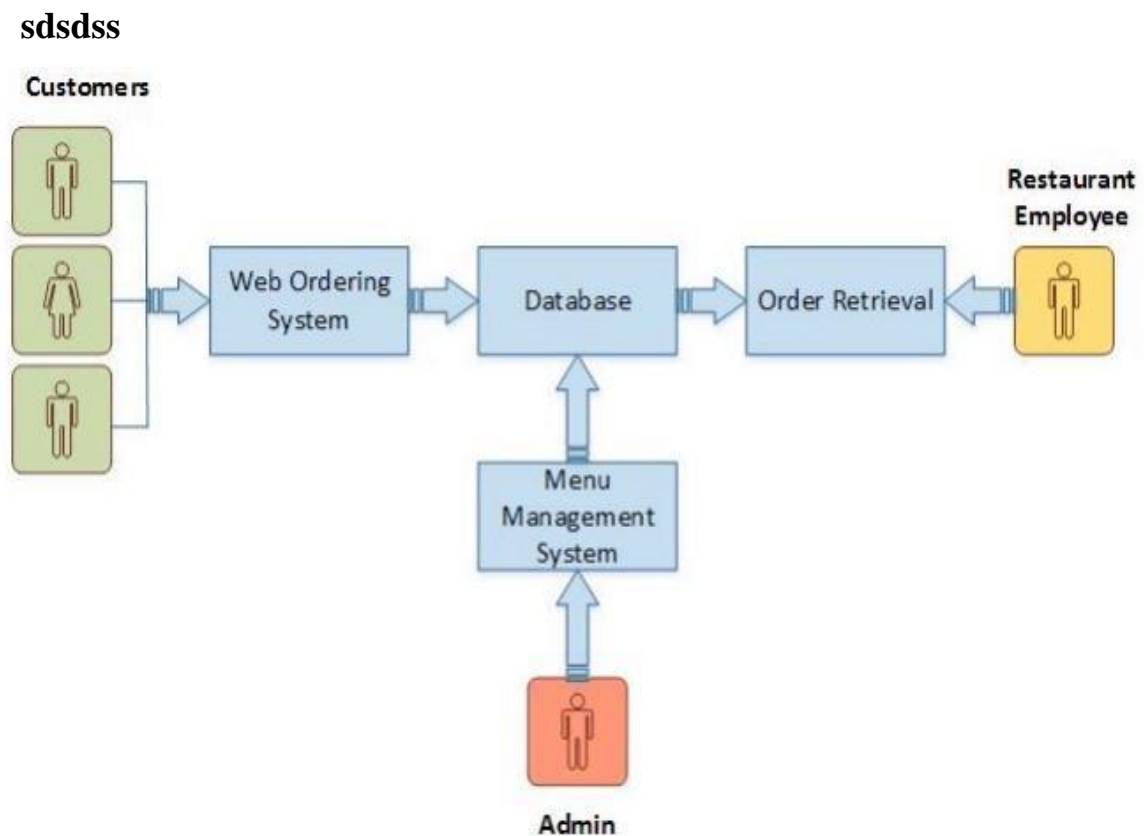 sdsdss
Customers
Restaurant
Employee
Web Ordering
System
Database
Order Retrieval
Menu
Management
System
Admin